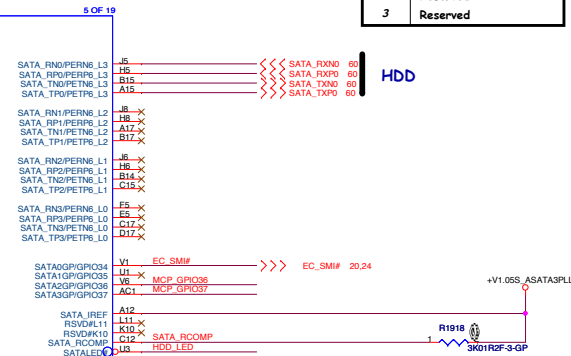 5 OF 19
3 Reserved
SATA_RN0/PERN6_L3 J5 SATA_RXN0 60
SATA_RP0/PERP6_L3 H5 SATA_RXP0 60
SATA_TN0/PETN6_L3 B15 SATA_TXN0 60
SATA_TP0/PETP6_L3 A15 SATA_TXP0 60
HDD
SATA_RN1/PERN6_L2 J8
SATA_RP1/PERP6_L2 H8
SATA_TN1/PETN6_L2 A17
SATA_TP1/PETP6_L2 B17
SATA_RN2/PERN6_L1 J6
SATA_RP2/PERP6_L1 H6
SATA_TN2/PETN6_L1 B14
SATA_TP2/PETP6_L1 C15
SATA_RN3/PERN6_L0 F5
SATA_RP3/PERP6_L0 E5
SATA_TN3/PETN6_L0 C17
SATA_TP3/PETP6_L0 D17
SATA0GP/GPIO34 V1 EC_SMI# EC_SMI# 20,24
SATA1GP/GPIO35 U1
SATA2GP/GPIO36 V6 MCP_GPIO36
SATA3GP/GPIO37 AC1 MCP_GPIO37
+V1.05S_ASATA3PLL
SATA_IREF A12
RSVD#L11 L11
RSVD#K10 K10
SATA_RCOMP C12 SATA_RCOMP 1 R1918 2
SATALED# U3 HDD_LED 3K01R2F-3-GP